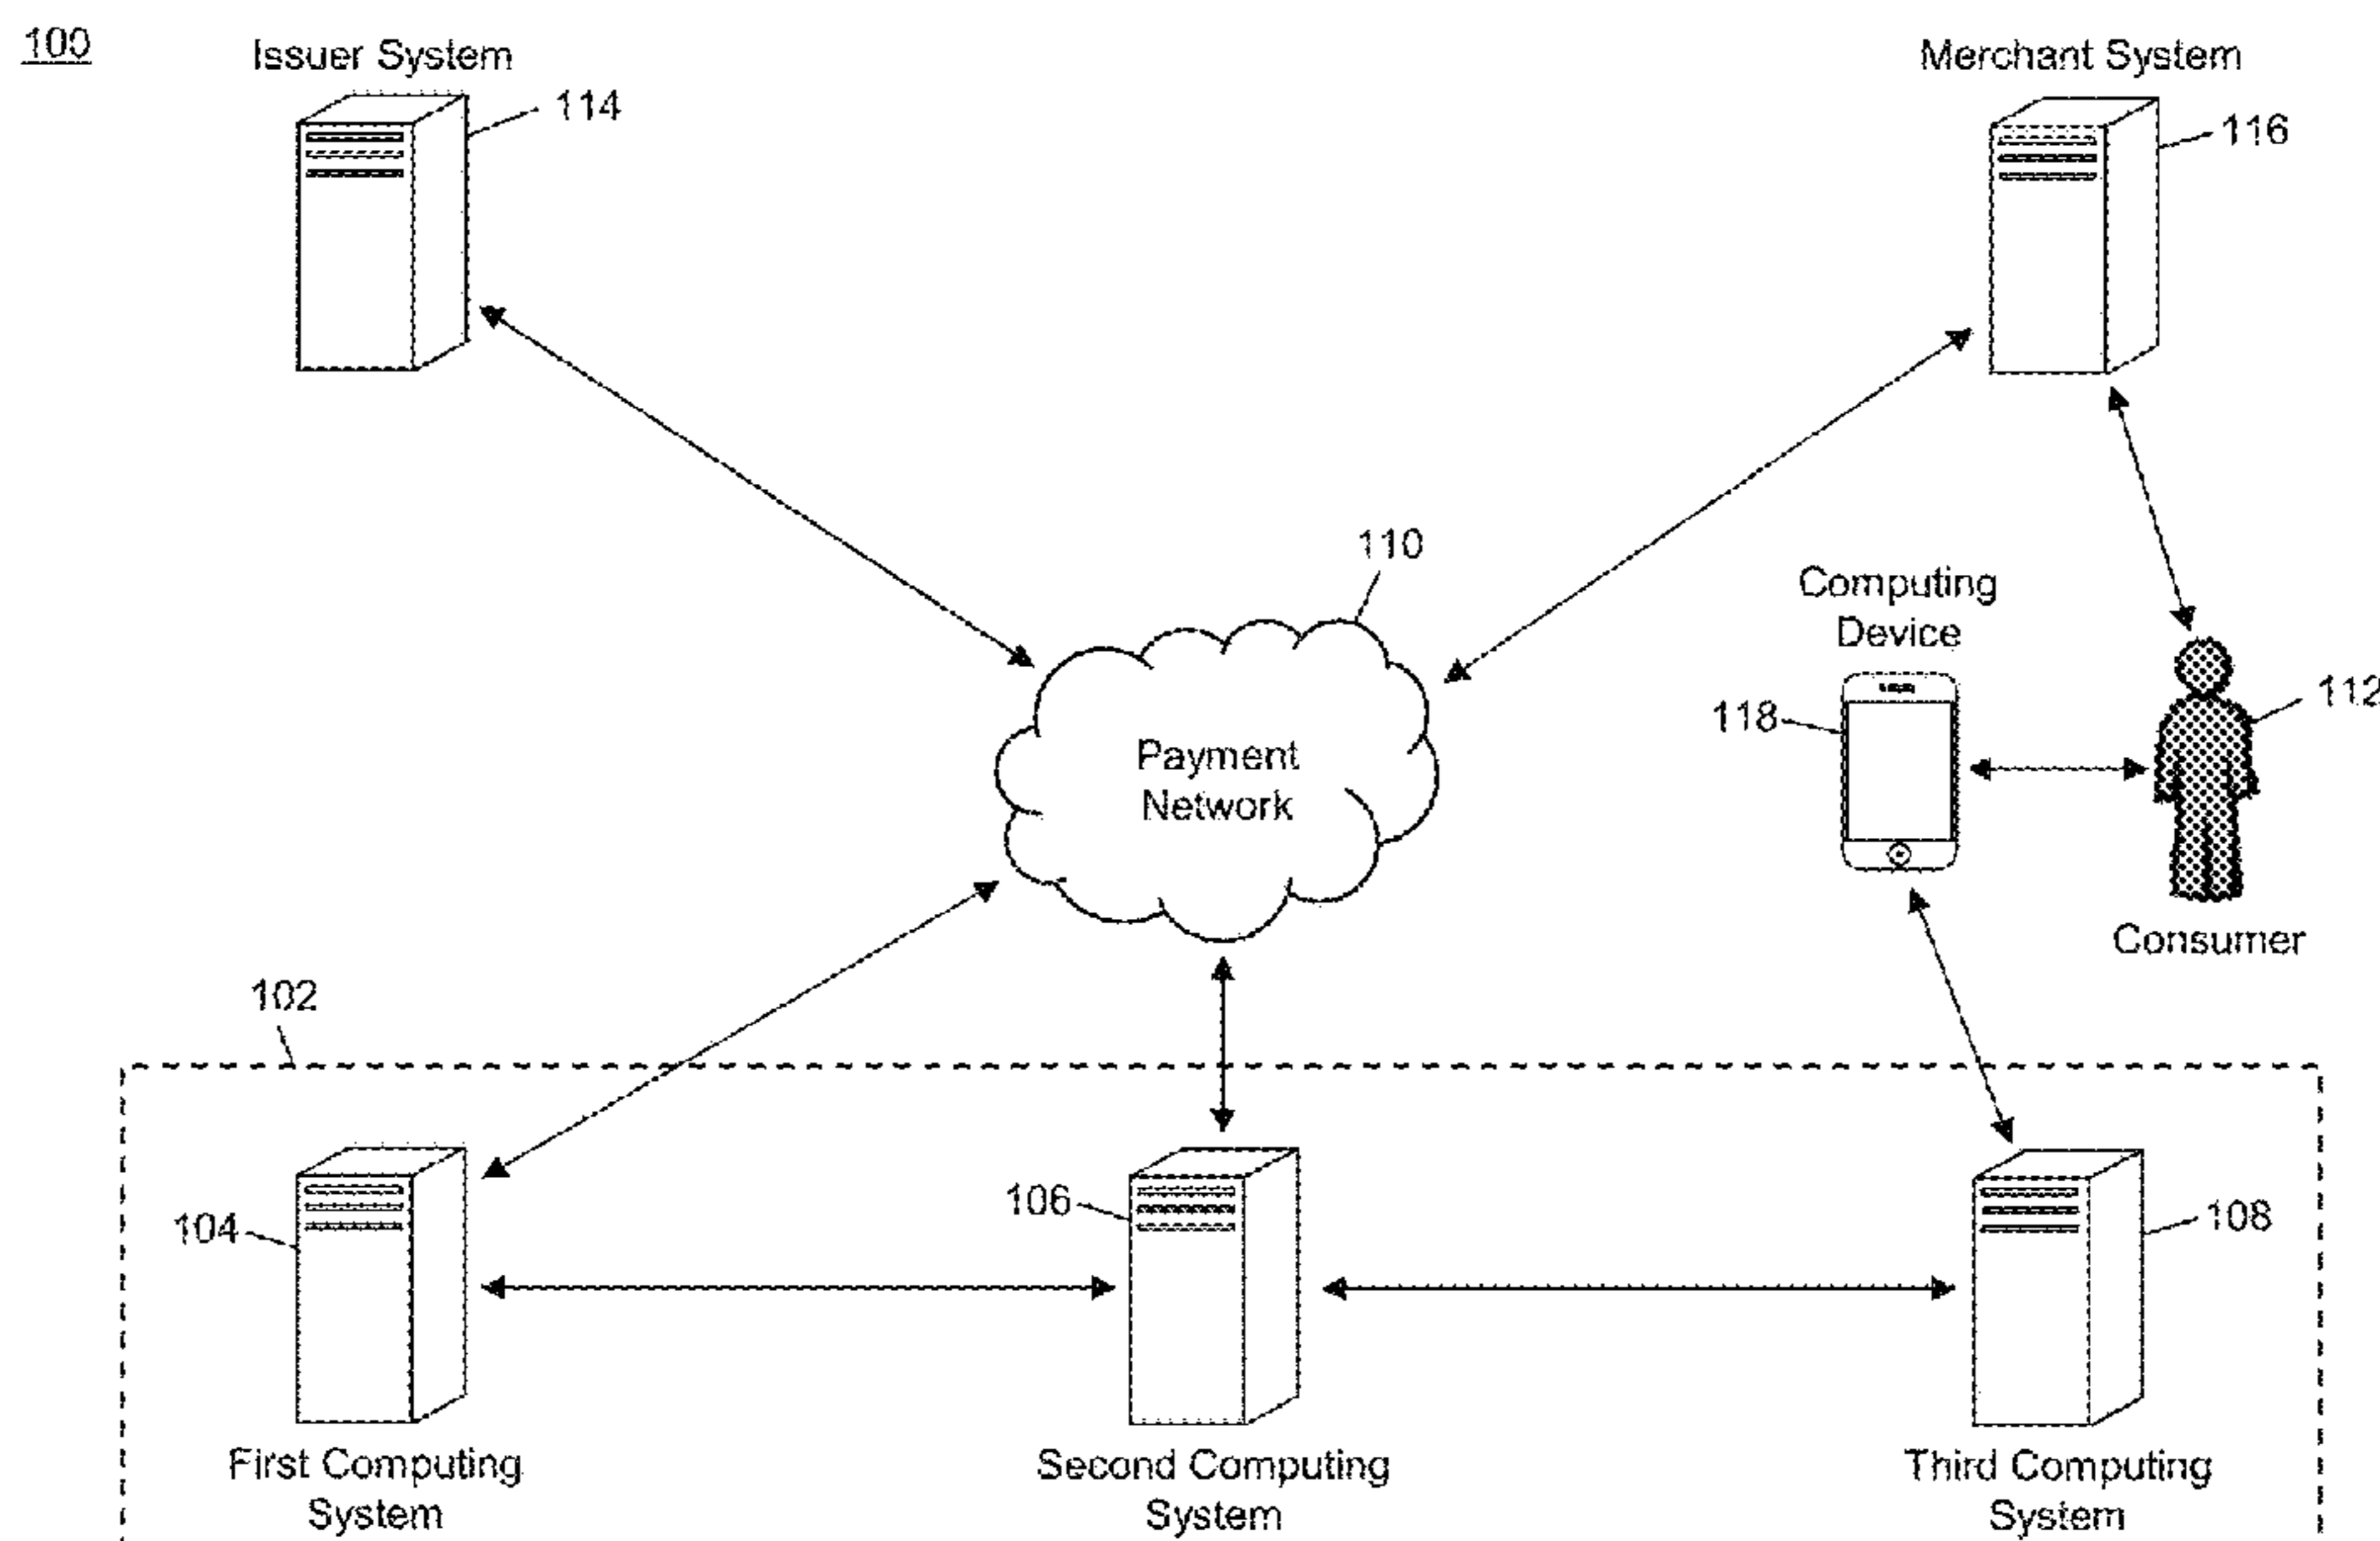 100
Issuer System
114
Merchant System
116
110
Computing
Device
118
112
Payment
Network
Consumer
102
104
106
108
First Computing
System
Second Computing
System
Third Computing
System